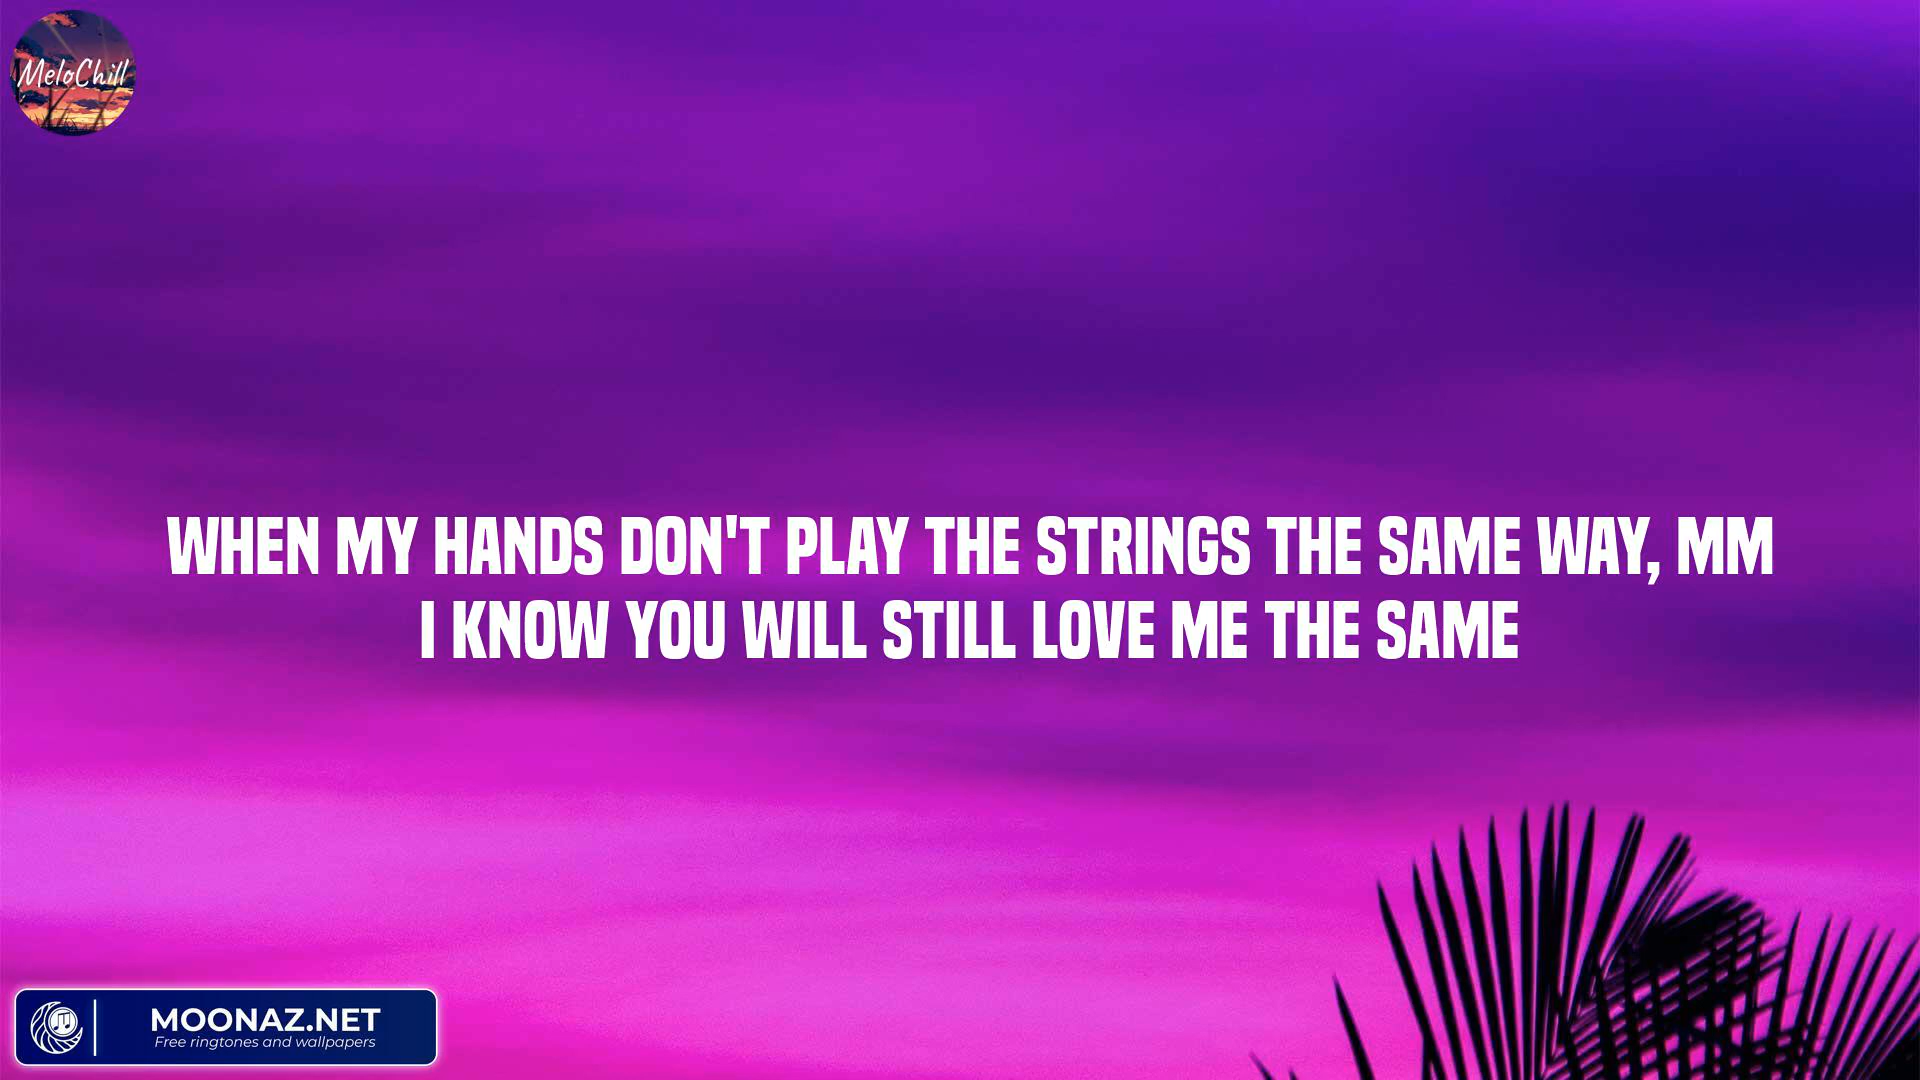 MeloChill
WHEN MY HANDS DON'T PLAY THE STRINGS THE SAME WAY, MM
I KNOW YOU WILL STILL LOVE ME THE SAME
MOONAZ.NET
Free ringtones and wallpapers